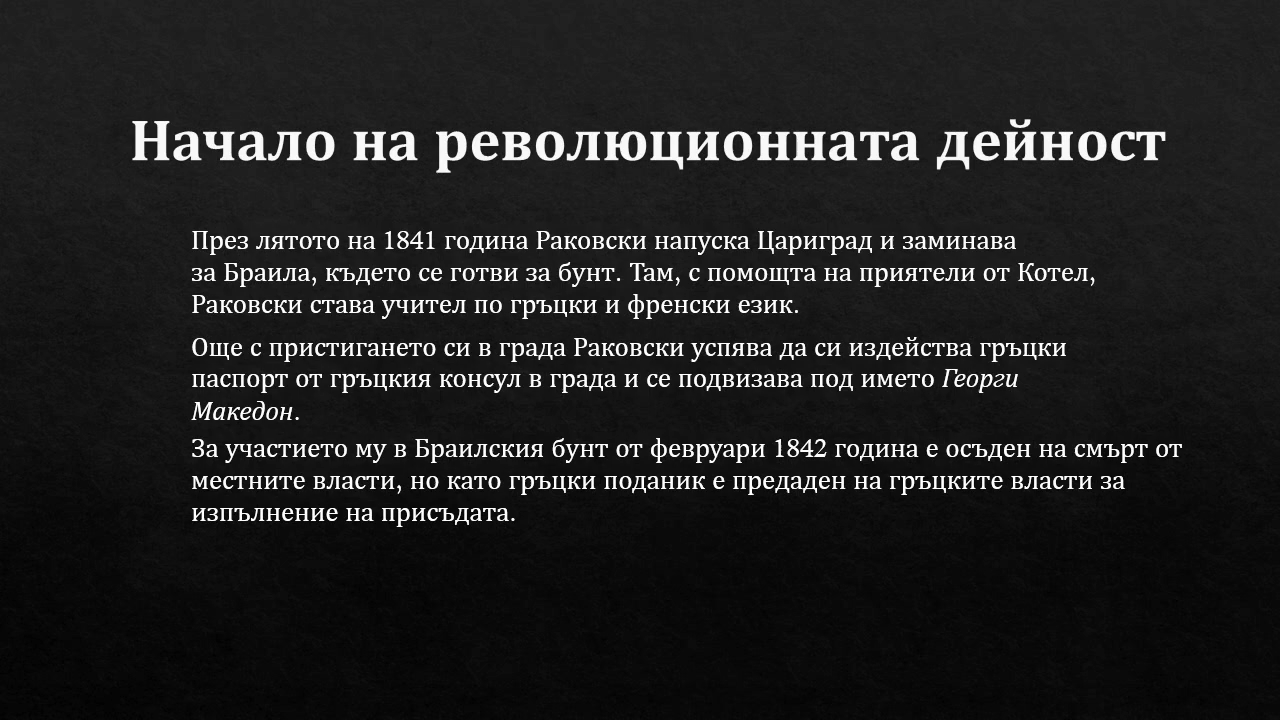 Начало на революционната дейност
През лятото на 1841 година Раковски напуска Цариград и заминава
за Браила, където се готви за бунт. Там, с помощта на приятели от Котел,
Раковски става учител по гръцки и френски език.
Още с пристигането си в града Раковски успява да си издейства гръцки
паспорт от гръцкия консул в града и се подвизава под името Георги
Македон.
За участието му в Браилския бунт от февруари 1842 година е осъден на смърт от
местните власти, но като гръцки поданик е предаден на гръцките власти за
изпълнение на присъдата.